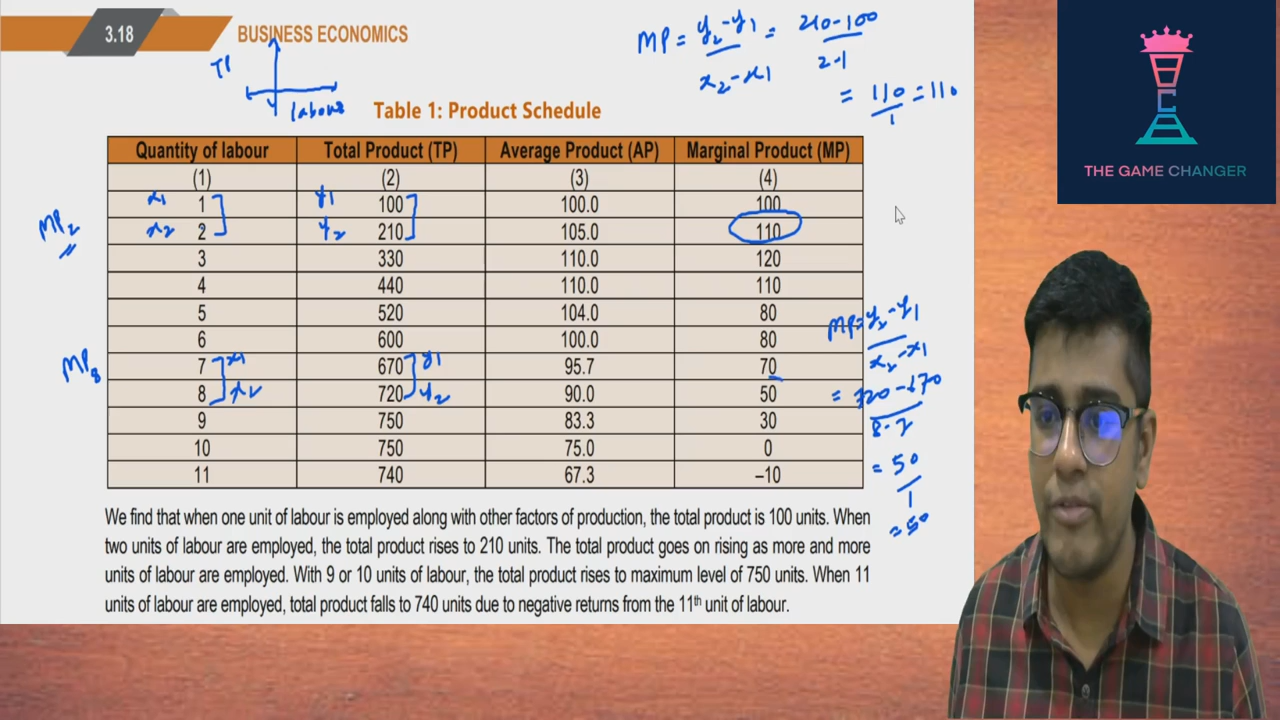 3.18
BUSINESS ECONOMICS
TP
labour
MP = y2-y1 = 210-100
x2-x1 2-1
= 110 = 110
1
Table 1: Product Schedule
Quantity of labour Total Product (TP) Average Product (AP) Marginal Product (MP)
(1) (2) (3) (4)
x1 1 y1 100 100.0 100
MP2 x2 2 y2 210 105.0 110
3 330 110.0 120
4 440 110.0 110
5 520 104.0 80
6 600 100.0 80
MP8 7 x1 670 y1 95.7 70
8 x2 720 y2 90.0 50
9 750 83.3 30
10 750 75.0 0
11 740 67.3 –10
MP = y2-y1
x2-x1
= 720-670
8-7
= 50
1
= 50
We find that when one unit of labour is employed along with other factors of production, the total product is 100 units. When
two units of labour are employed, the total product rises to 210 units. The total product goes on rising as more and more
units of labour are employed. With 9 or 10 units of labour, the total product rises to maximum level of 750 units. When 11
units of labour are employed, total product falls to 740 units due to negative returns from the 11th unit of labour.
THE GAME CHANGER